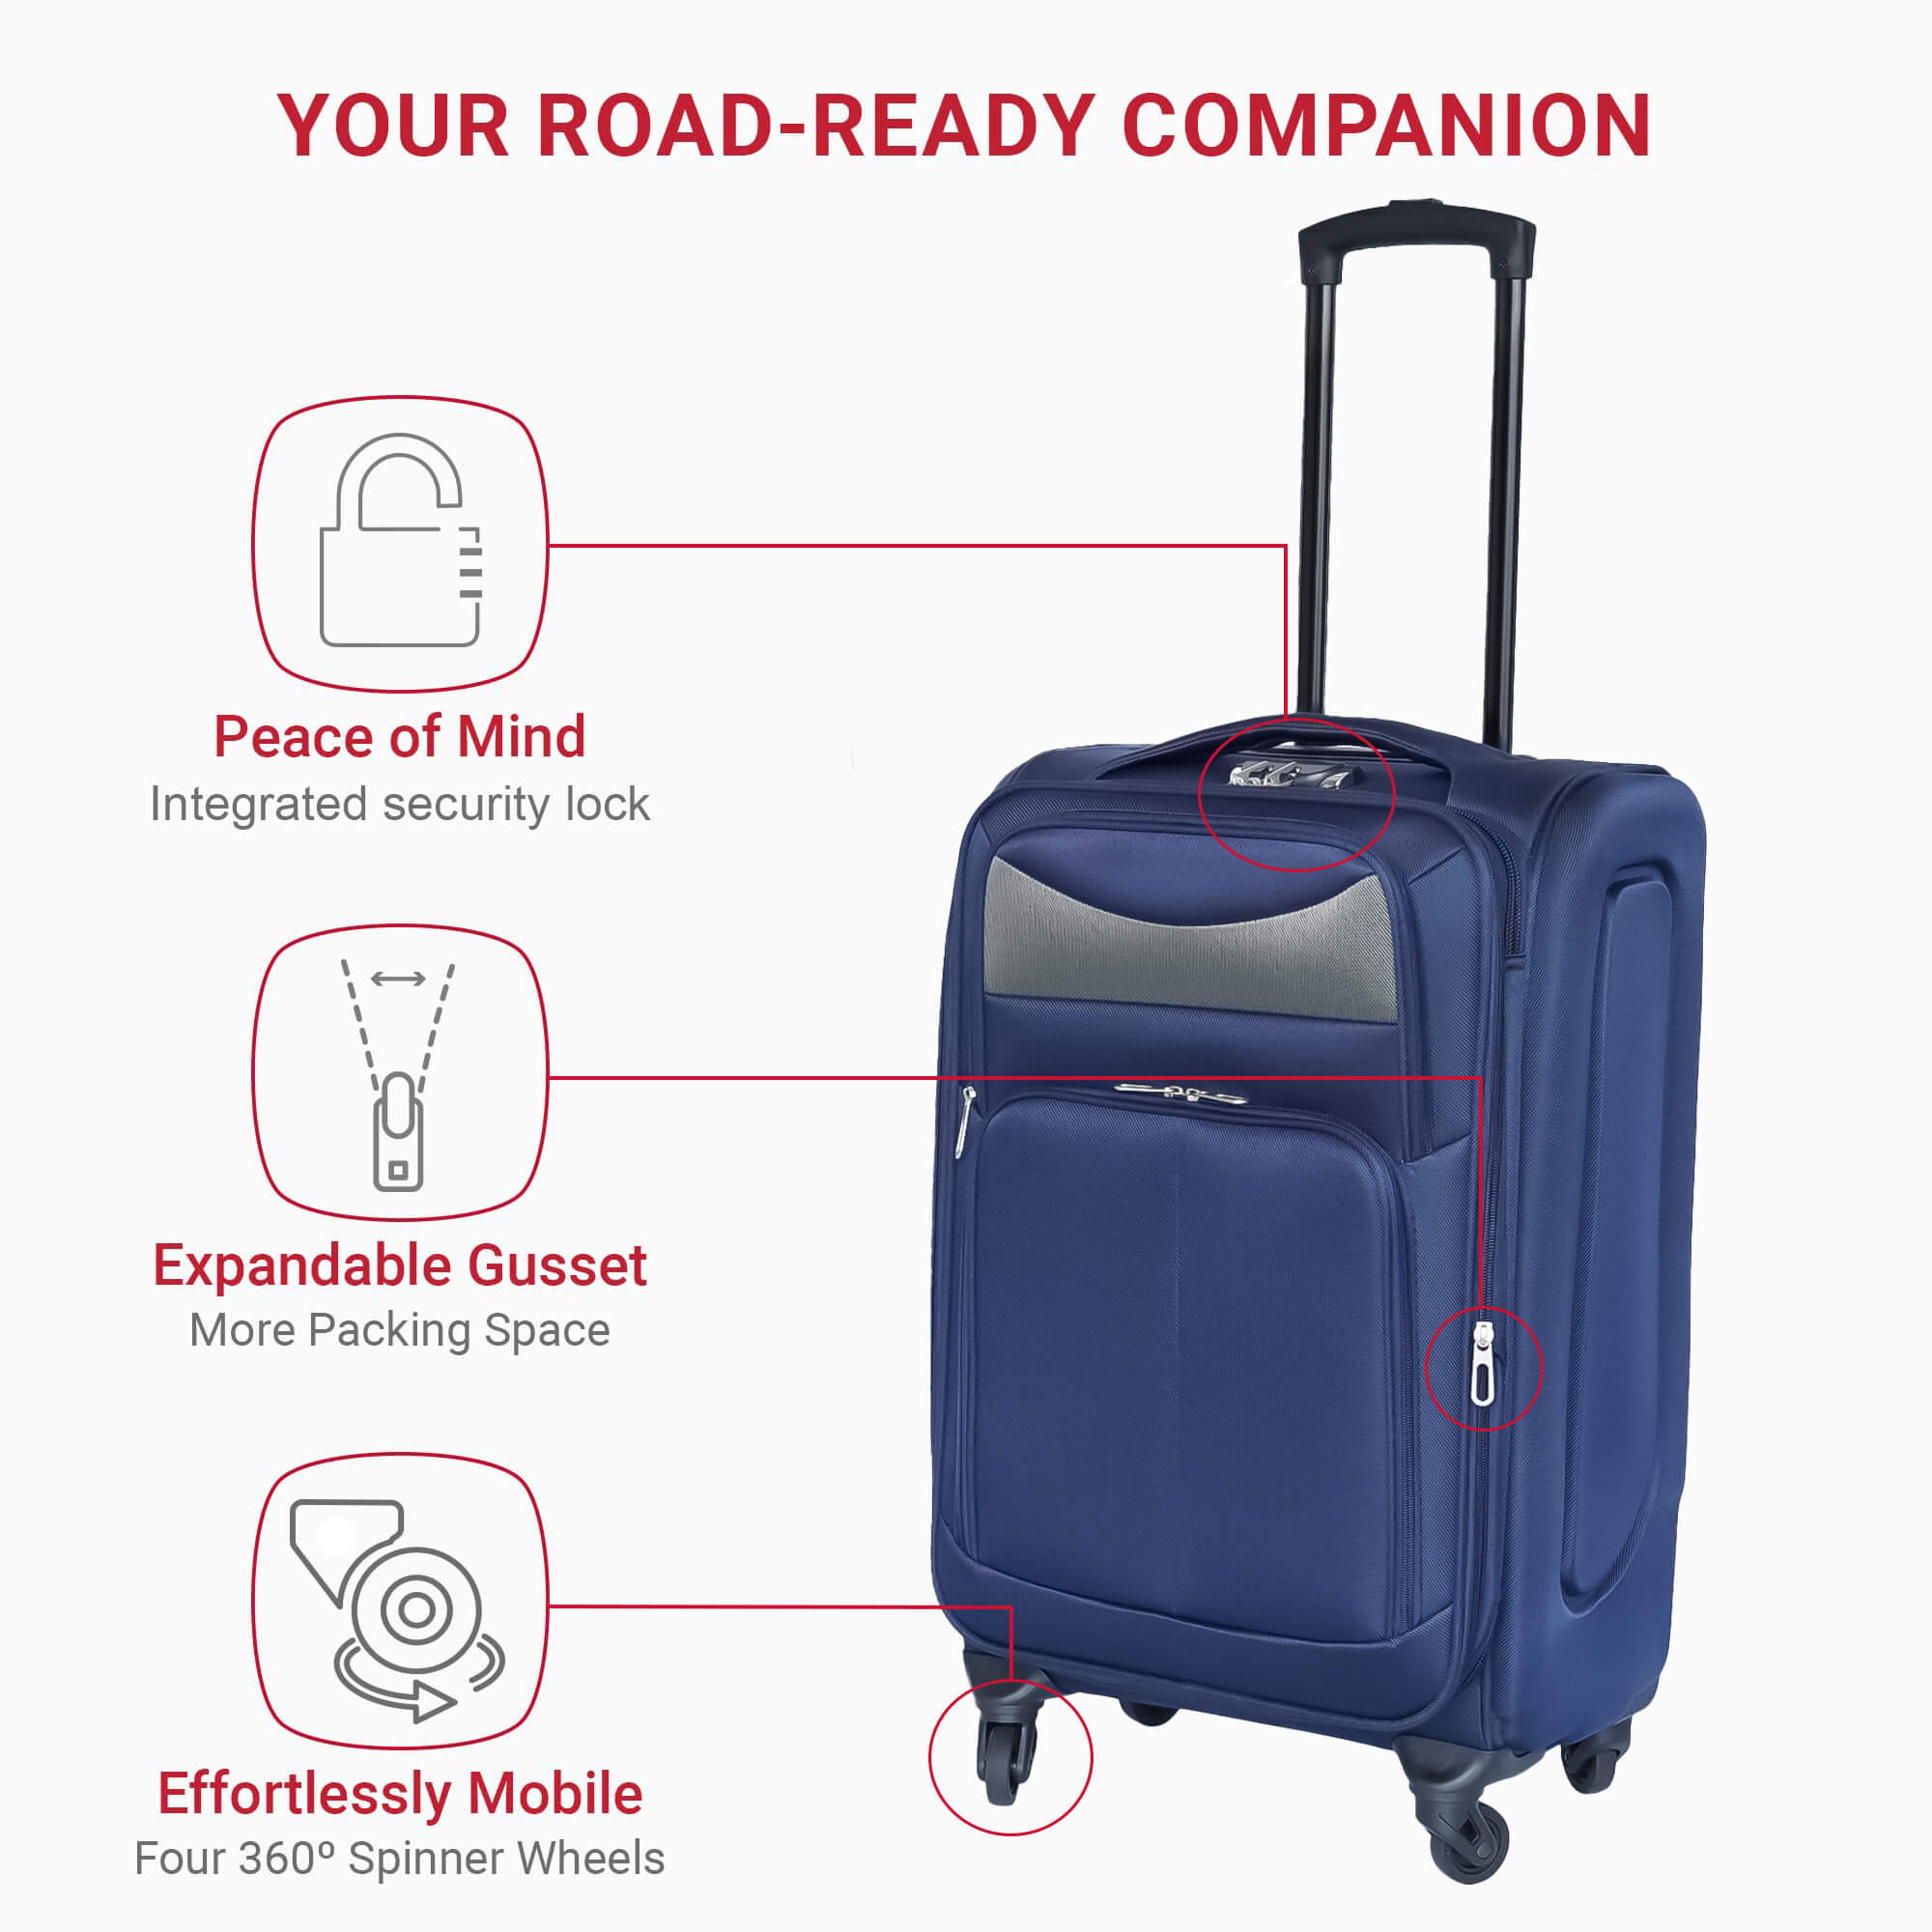 YOUR ROAD-READY COMPANION
Peace of Mind
Integrated security lock
Expandable Gusset
More Packing Space
Effortlessly Mobile
Four 360º Spinner Wheels